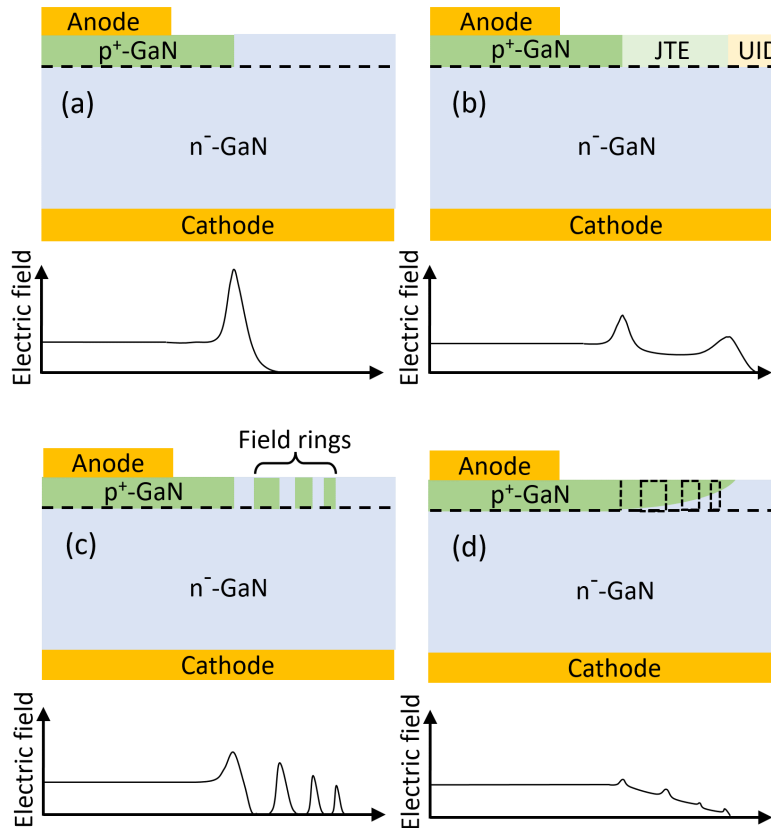 Anode
p⁺-GaN
(a)
n⁻-GaN
Cathode
Electric field
Anode
p⁺-GaN JTE UID
(b)
n⁻-GaN
Cathode
Electric field
Field rings
Anode
p⁺-GaN
(c)
n⁻-GaN
Cathode
Electric field
Anode
p⁺-GaN
(d)
n⁻-GaN
Cathode
Electric field